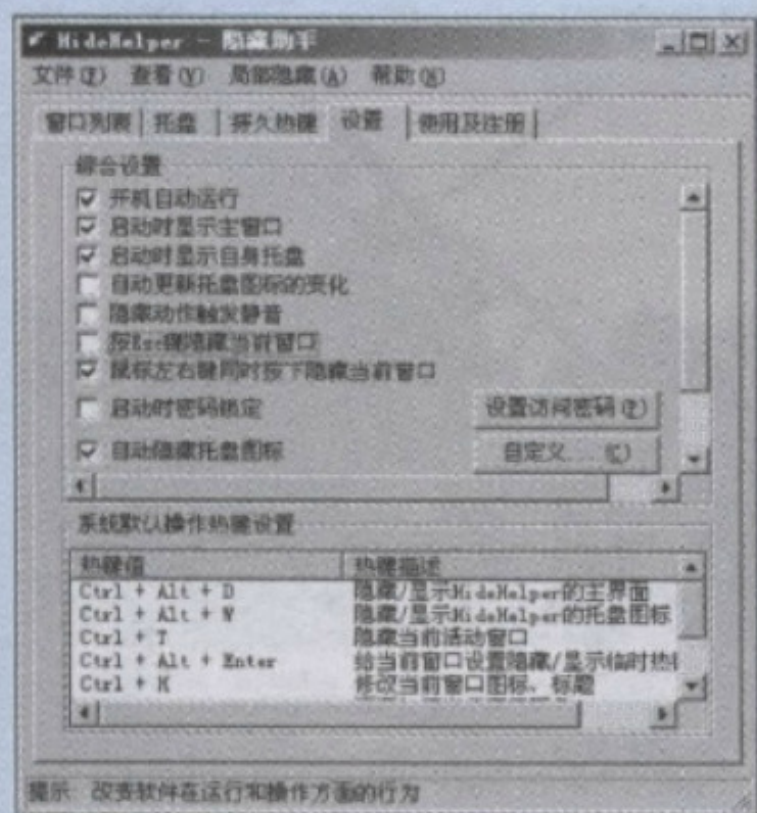 HideHelper - 隐藏助手
文件(F) 查看(V) 局部隐藏(A) 帮助(H)
窗口列表 托盘 持久热键 设置 使用及注册
综合设置
开机自动运行
启动时显示主窗口
启动时显示自身托盘
自动更新托盘图标的变化
隐藏动作触发静音
按Esc键隐藏当前窗口
鼠标左右键同时按下隐藏当前窗口
启动时密码锁定 设置访问密码(P)
自动隐藏托盘图标 自定义... (C)
系统默认操作热键设置
热键值 热键描述
Ctrl + Alt + D 隐藏/显示HideHelper的主界面
Ctrl + Alt + W 隐藏/显示HideHelper的托盘图标
Ctrl + T 隐藏当前活动窗口
Ctrl + Alt + Enter 给当前窗口设置隐藏/显示临时热
Ctrl + K 修改当前窗口图标、标题
提示: 改变软件在运行和操作方面的行为